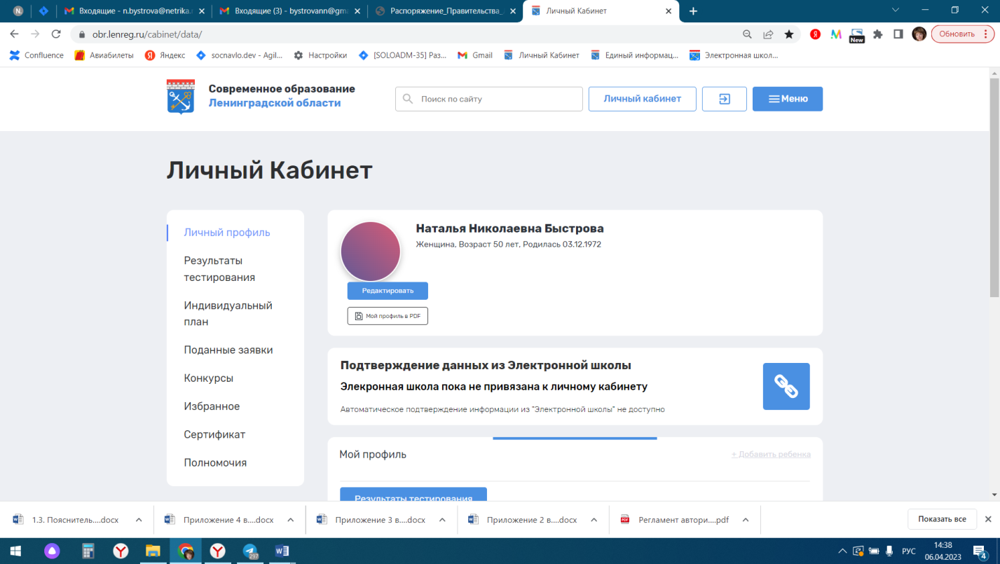 N.
Входящие - n.bystrova@netrika.
Входящие (3) - bystrovann@gma
Распоряжение_Правительства_
Личный Кабинет
obr.lenreg.ru/cabinet/data/
Я
New
Обновить
Confluence
Авиабилеты
Яндекс
socnavlo.dev - Agil...
Настройки
[SOLOADM-35] Раз...
Gmail
Личный Кабинет
Единый информац...
Электронная школ...
Современное образование
Ленинградской области
Поиск по сайту
Личный кабинет
Меню
Личный Кабинет
Личный профиль
Результаты
тестирования
Индивидуальный
план
Поданные заявки
Конкурсы
Избранное
Сертификат
Полномочия
Наталья Николаевна Быстрова
Женщина, Возраст 50 лет, Родилась 03.12.1972
Редактировать
Мой профиль в PDF
Подтверждение данных из Электронной школы
Элекронная школа пока не привязана к личному кабинету
Автоматическое подтверждение информации из "Электронной школы" не доступно
Мой профиль
+ Добавить ребенка
Результаты тестирования
1.3. Пояснитель....docx
Приложение 4 в....docx
Приложение 3 в....docx
Приложение 2 в....docx
PDF
Регламент автори....pdf
Показать все
297
РУС
14:38
06.04.2023
4